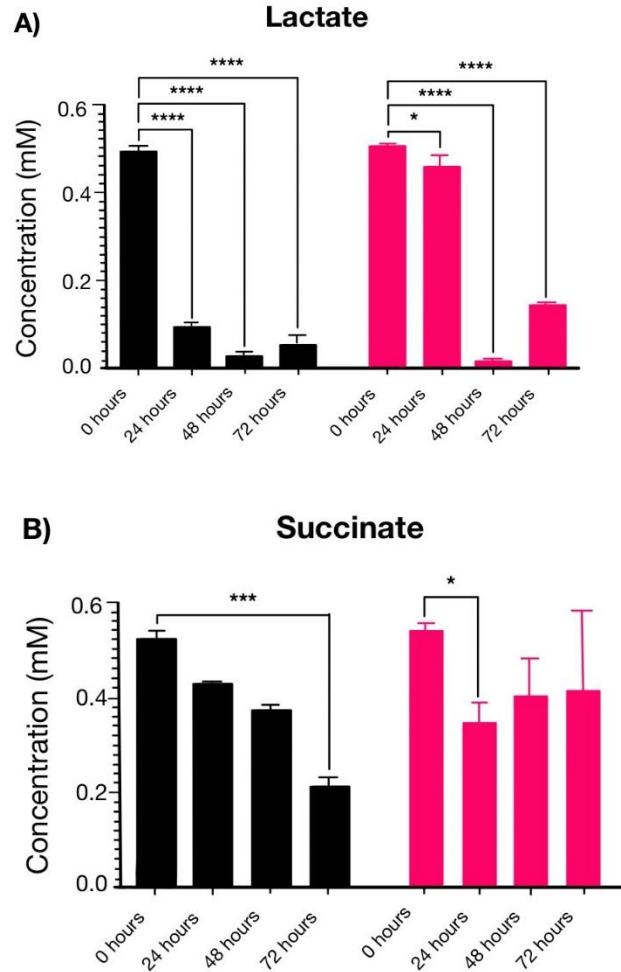 A)
Lactate
****
****
****
****
****
*
Concentration (mM)
0.6
0.4
0.2
0.0
0 hours
24 hours
48 hours
72 hours
0 hours
24 hours
48 hours
72 hours
B)
Succinate
***
*
Concentration (mM)
0.6
0.4
0.2
0.0
0 hours
24 hours
48 hours
72 hours
0 hours
24 hours
48 hours
72 hours